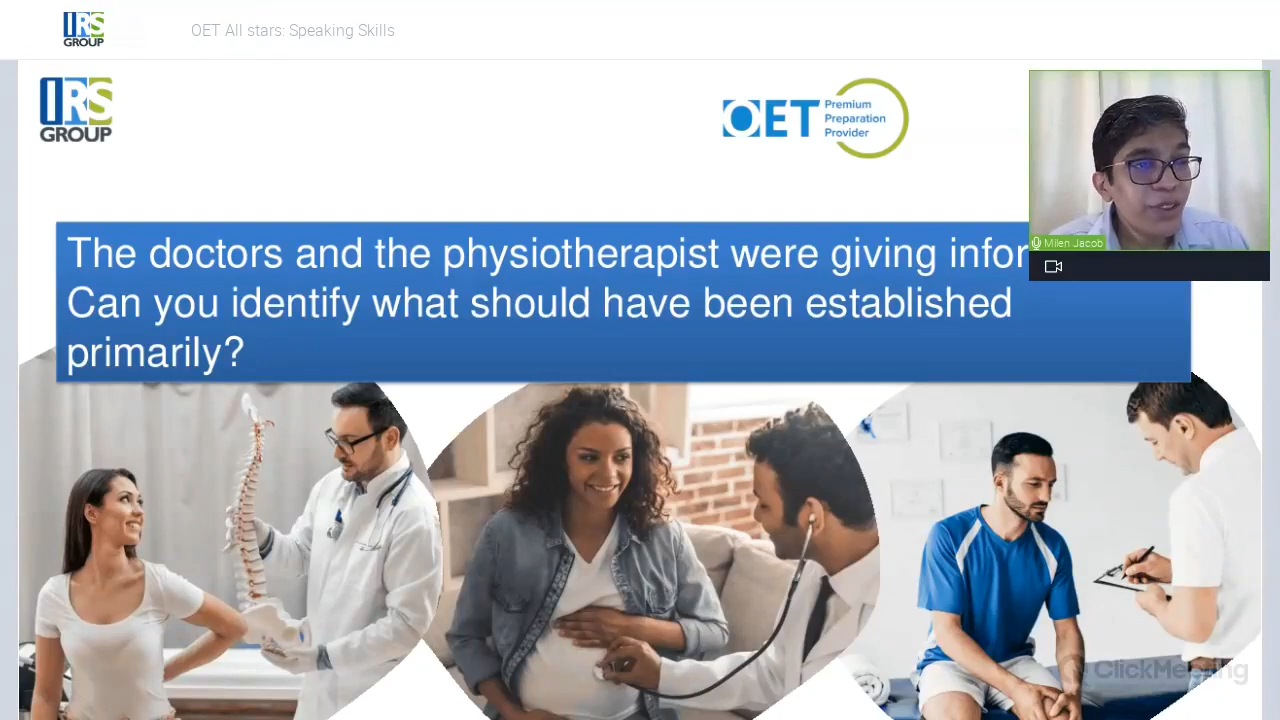 IRS
GROUP
OET All stars: Speaking Skills
IRS
GROUP
OET Premium
Preparation
Provider
Milen Jacob
The doctors and the physiotherapist were giving
Can you identify what should have been established
primarily?
ClickMeeting